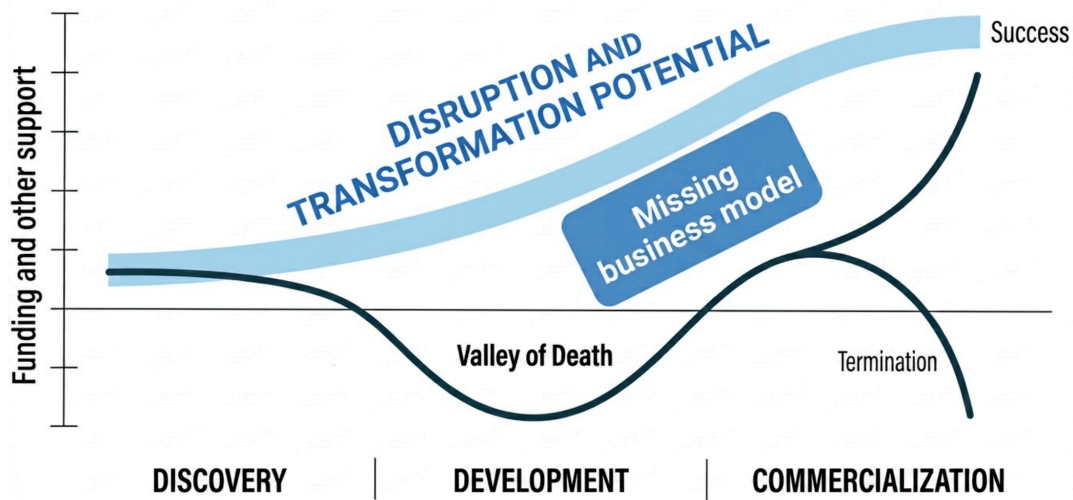 Success
DISRUPTION AND
TRANSFORMATION POTENTIAL
Missing
business model
Funding and other support
Valley of Death
Termination
DISCOVERY
DEVELOPMENT
COMMERCIALIZATION